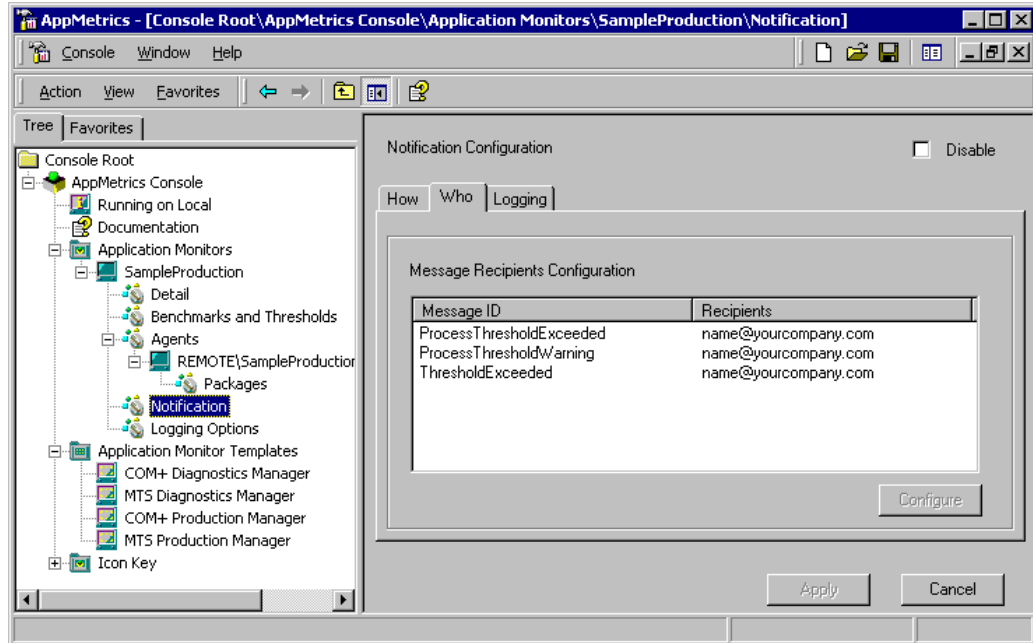 AppMetrics - [Console Root\AppMetrics Console\Application Monitors\SampleProduction\Notification]
Console Window Help
Action View Favorites
Tree Favorites
Console Root
AppMetrics Console
Running on Local
Documentation
Application Monitors
SampleProduction
Detail
Benchmarks and Thresholds
Agents
REMOTE\SampleProduction
Packages
Notification
Logging Options
Application Monitor Templates
COM+ Diagnostics Manager
MTS Diagnostics Manager
COM+ Production Manager
MTS Production Manager
Icon Key
Notification Configuration Disable
How Who Logging
Message Recipients Configuration
Message ID Recipients
ProcessThresholdExceeded name@yourcompany.com
ProcessThresholdWarning name@yourcompany.com
ThresholdExceeded name@yourcompany.com
Configure
Apply Cancel